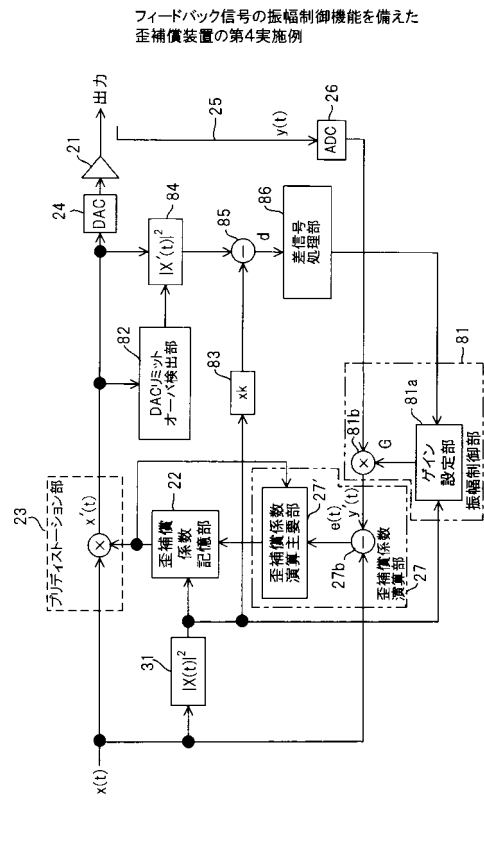 フィードバック信号の振幅制御機能を備えた
歪補償装置の第4実施例
x(t)
23
プリディストーション部
×
x´(t)
24
DAC
21
出力
25
y(t)
26
ADC
31
|X(t)|²
22
歪補償
係数
記憶部
82
DACリミット
オーバ検出部
84
|X´(t)|²
83
xk
85
−
d
86
差信号
処理部
27´
歪補償係数
演算主要部
e(t)
27b
−
y´(t)
歪補償係数
演算部
27
81b
×
G
81
81a
ゲイン
設定部
振幅制御部